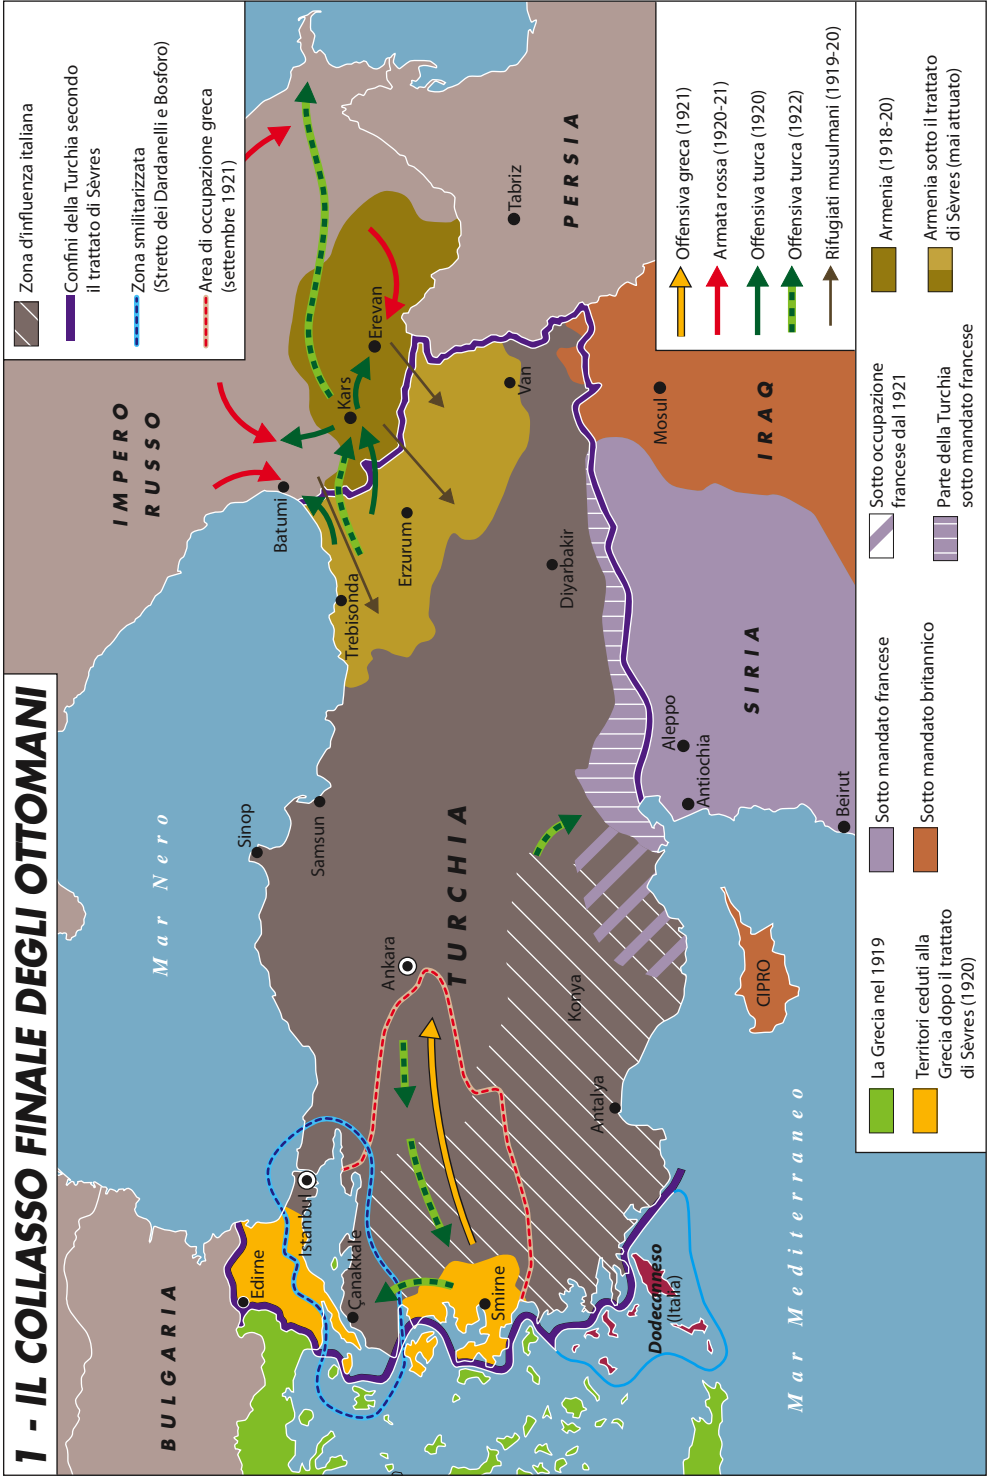 1 - IL COLLASSO FINALE DEGLI OTTOMANI
Zona d'influenza italiana
Confini della Turchia secondo
il trattato di Sèvres
Zona smilitarizzata
(Stretto dei Dardanelli e Bosforo)
Area di occupazione greca
(settembre 1921)
BULGARIA
Mar Nero
IMPERO
RUSSO
Edirne
Istanbul
Çanakkale
Smirne
Sinop
Samsun
Ankara
TURCHIA
Konya
Antalya
Trebisonda
Batumi
Erzurum
Kars
Erevan
Van
Diyarbakir
Tabriz
PERSIA
Mosul
IRAQ
SIRIA
Aleppo
Antiochia
Beirut
CIPRO
Dodecanneso
(Italia)
Mar Mediterraneo
Offensiva greca (1921)
Armata rossa (1920-21)
Offensiva turca (1920)
Offensiva turca (1922)
Rifugiati musulmani (1919-20)
La Grecia nel 1919
Territori ceduti alla
Grecia dopo il trattato
di Sèvres (1920)
Sotto mandato francese
Sotto mandato britannico
Sotto occupazione
francese dal 1921
Parte della Turchia
sotto mandato francese
Armenia (1918-20)
Armenia sotto il trattato
di Sèvres (mai attuato)